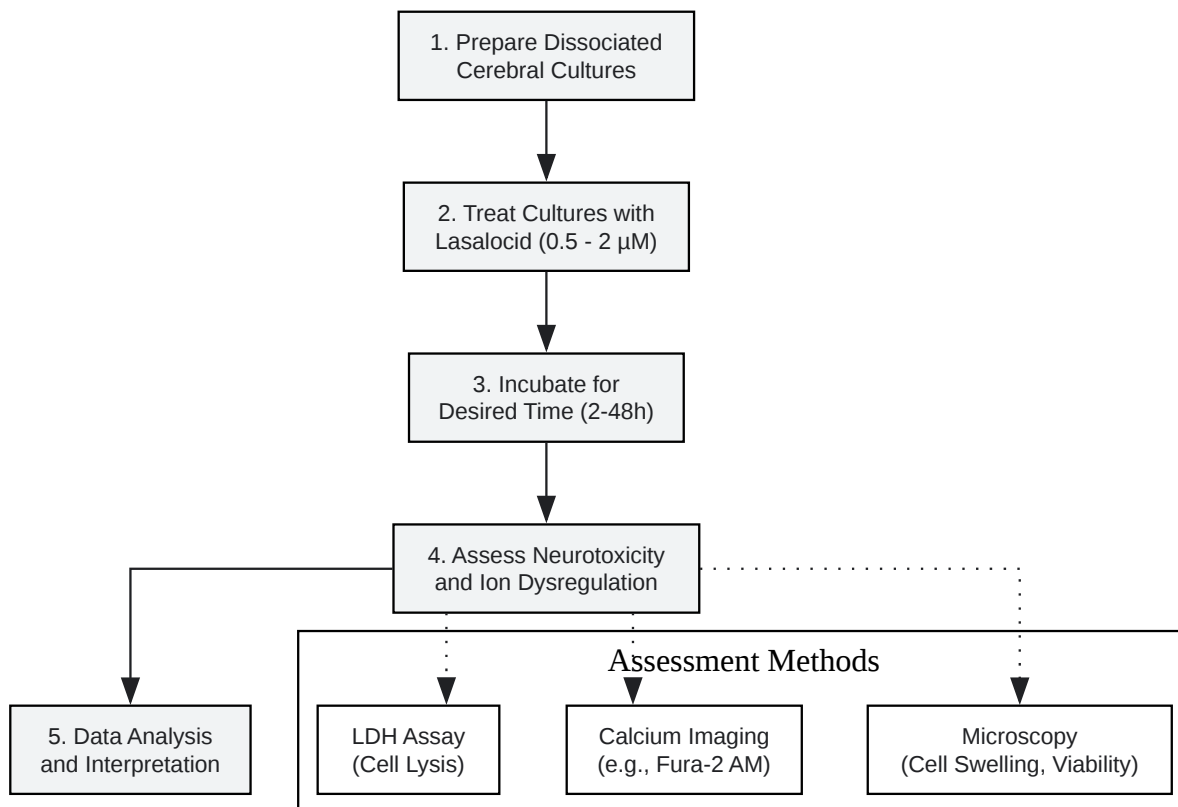 1. Prepare Dissociated
Cerebral Cultures
2. Treat Cultures with
Lasalocid (0.5 - 2 µM)
3. Incubate for
Desired Time (2-48h)
4. Assess Neurotoxicity
and Ion Dysregulation
Assessment Methods
5. Data Analysis
and Interpretation
LDH Assay
(Cell Lysis)
Calcium Imaging
(e.g., Fura-2 AM)
Microscopy
(Cell Swelling, Viability)